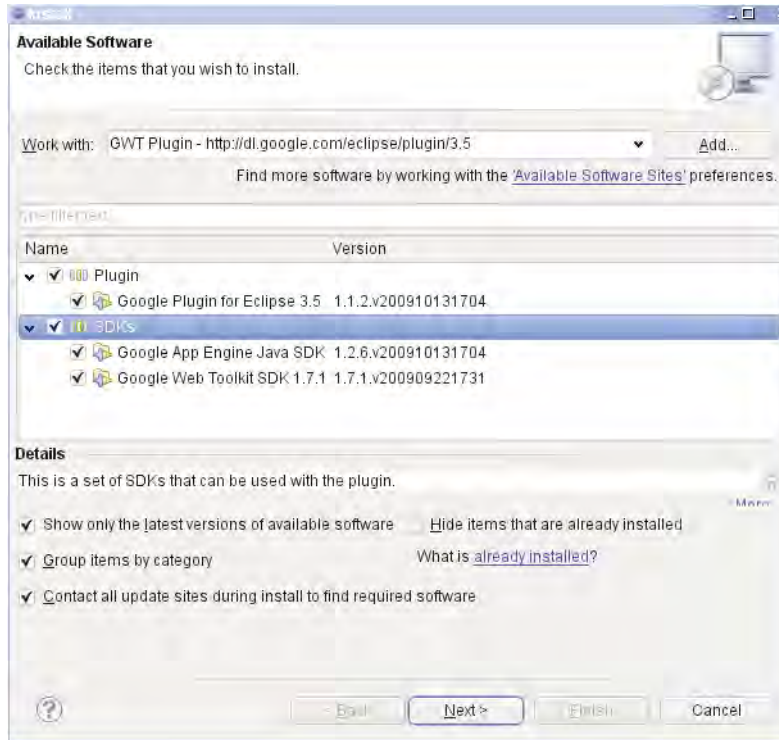 Install
Available Software
Check the items that you wish to install.
Work with: GWT Plugin - http://dl.google.com/eclipse/plugin/3.5 Add...
Find more software by working with the 'Available Software Sites' preferences.
type filter text
Name Version
Plugin
Google Plugin for Eclipse 3.5 1.1.2.v200910131704
SDKs
Google App Engine Java SDK 1.2.6.v200910131704
Google Web Toolkit SDK 1.7.1 1.7.1.v200909221731
Details
This is a set of SDKs that can be used with the plugin.
More...
Show only the latest versions of available software Hide items that are already installed
Group items by category What is already installed?
Contact all update sites during install to find required software
? < Back Next > Finish Cancel